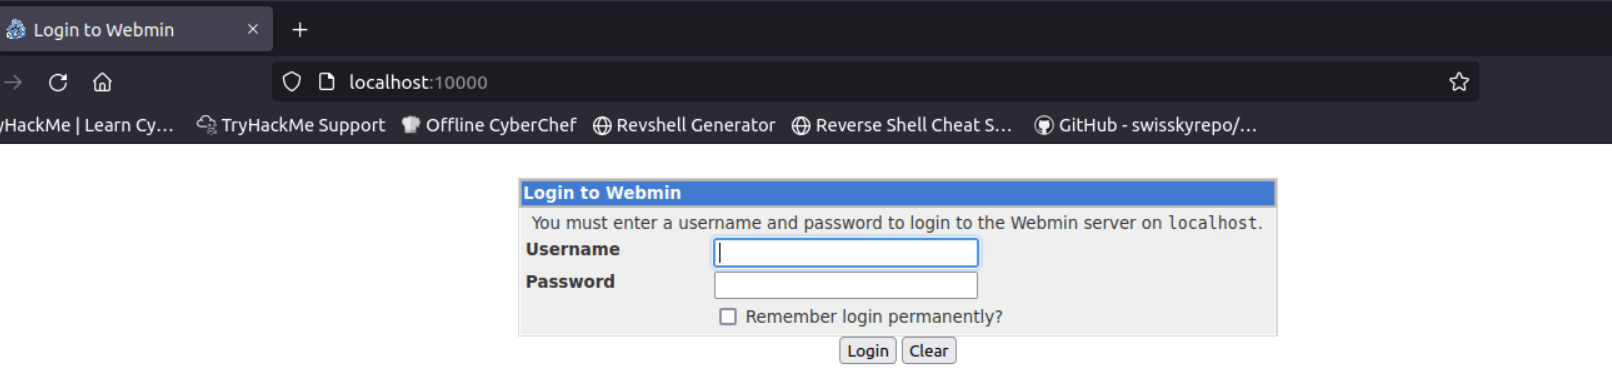 Login to Webmin
localhost:10000
yHackMe | Learn Cy… TryHackMe Support Offline CyberChef Revshell Generator Reverse Shell Cheat S… GitHub - swisskyrepo/…
Login to Webmin
You must enter a username and password to login to the Webmin server on localhost.
Username
Password
Remember login permanently?
Login Clear